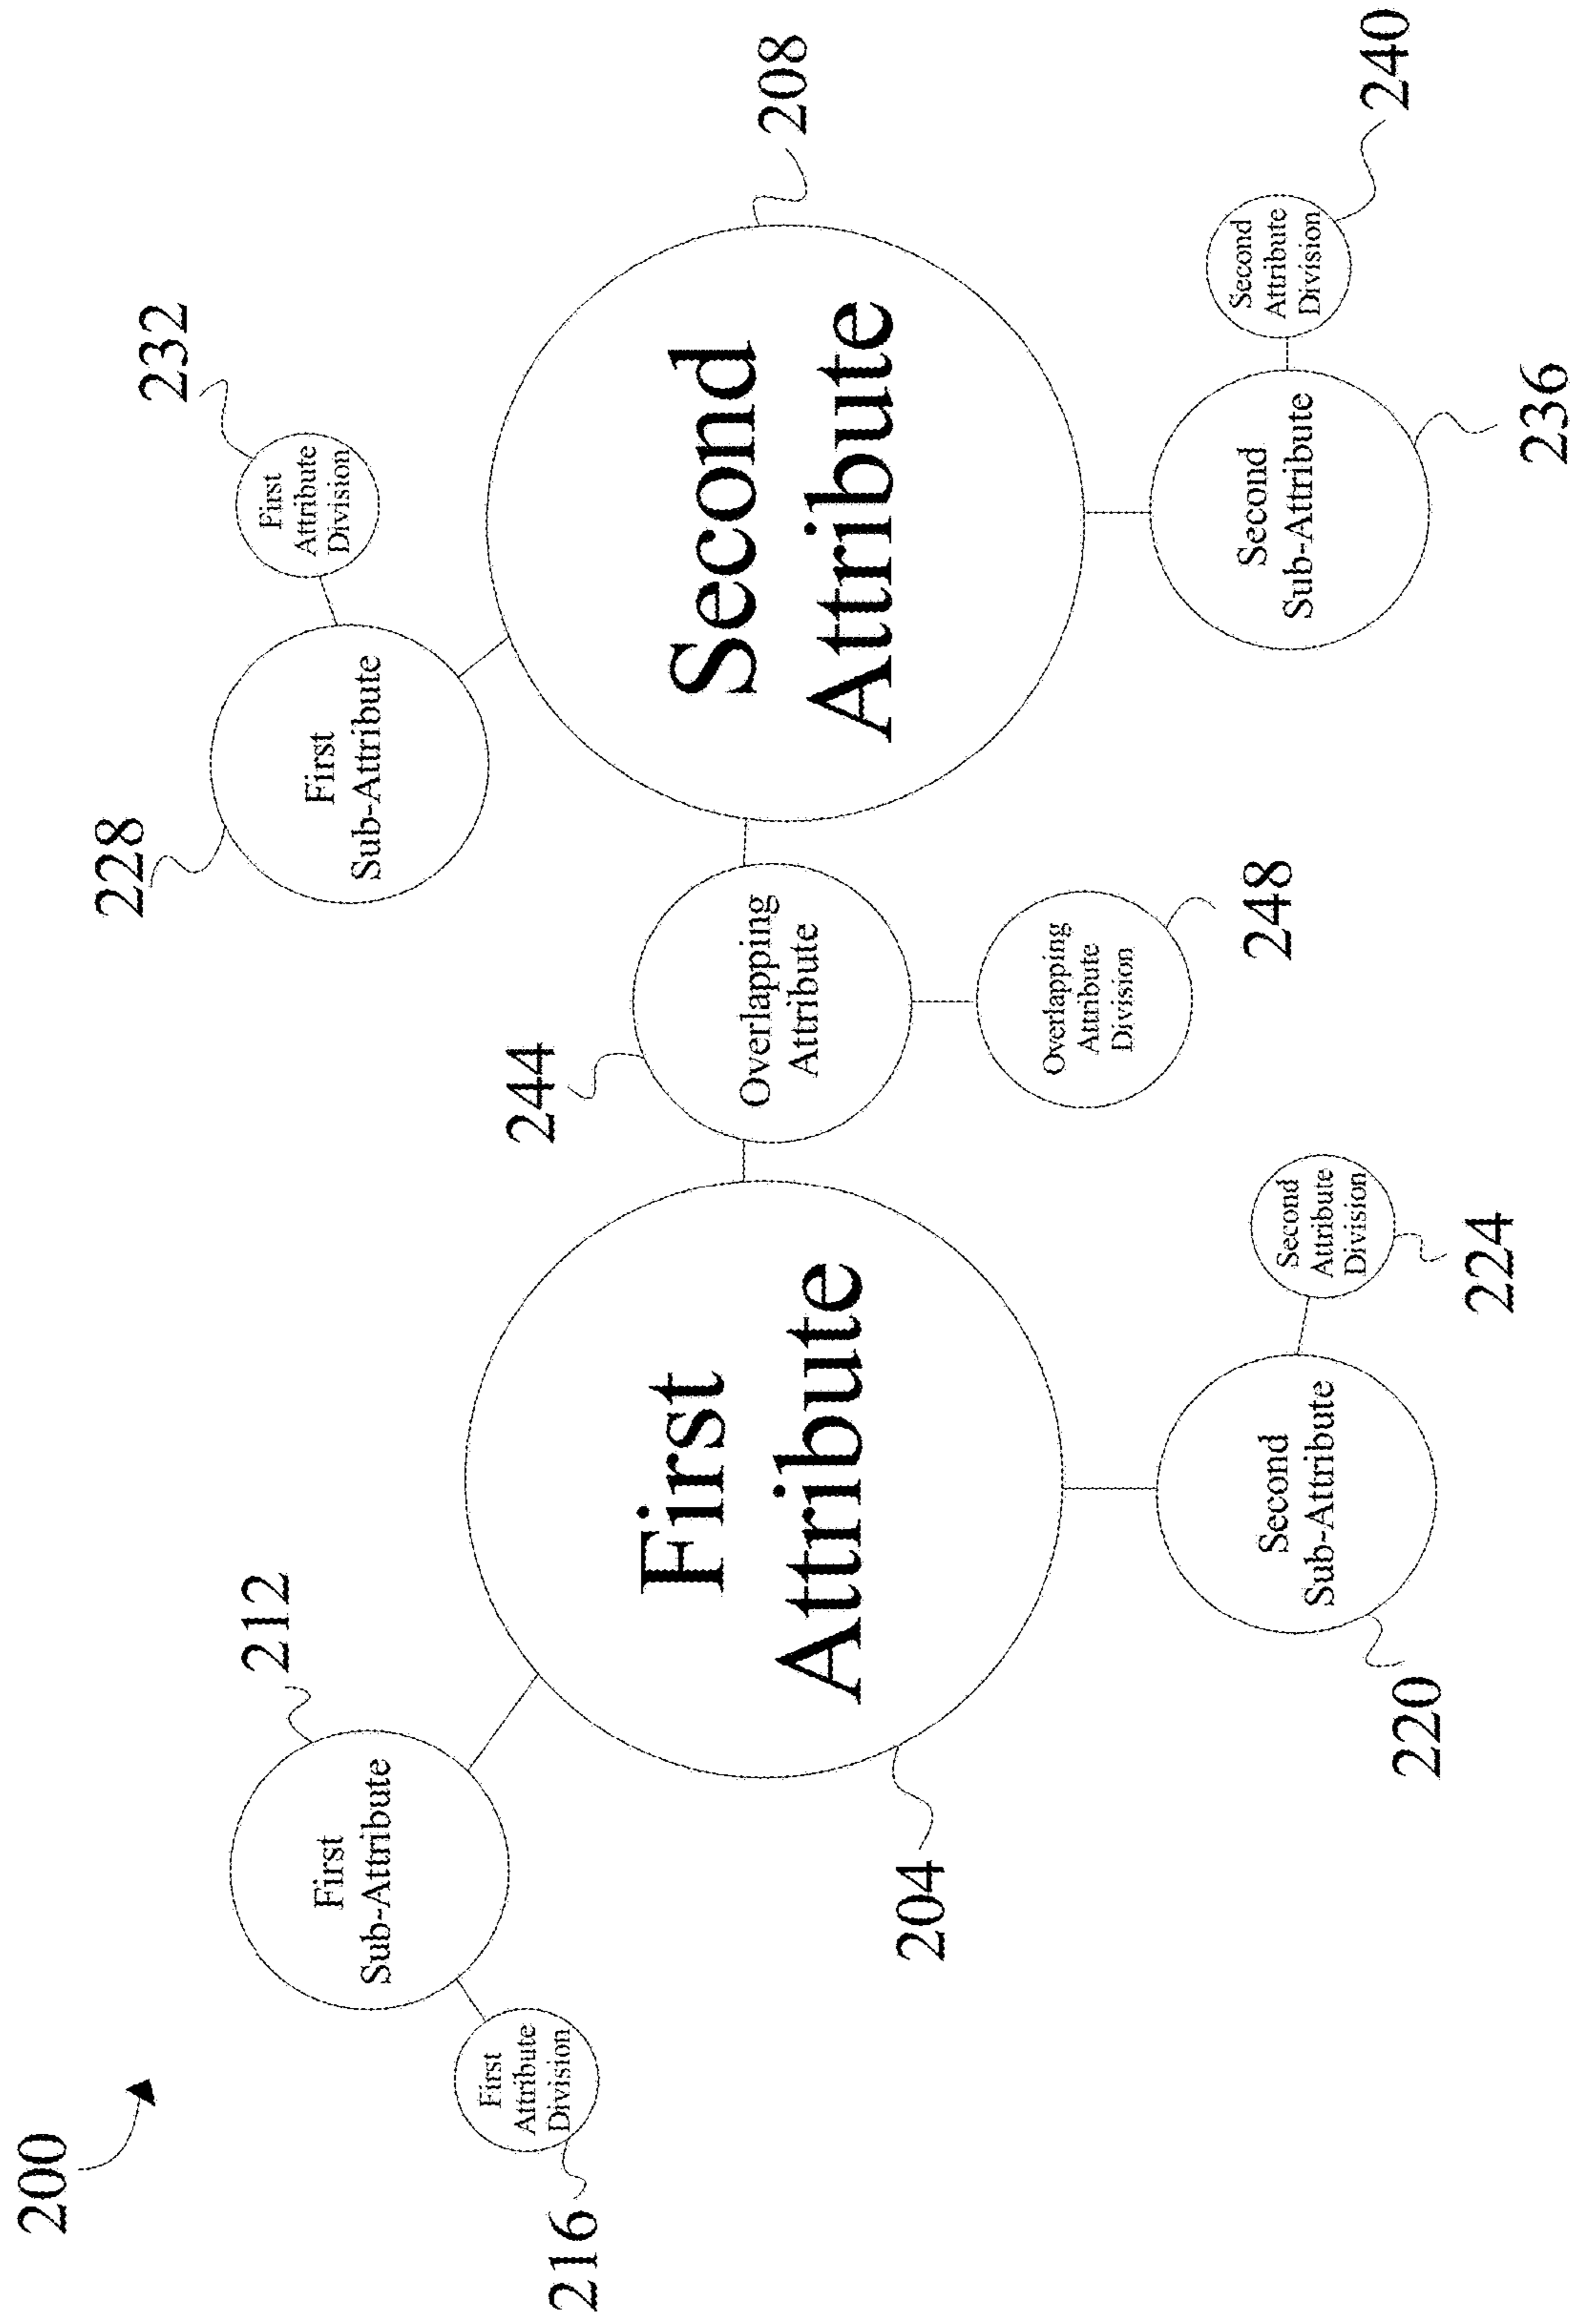 200
216
First
Attribute
Division
First
Sub-Attribute
212
204
First
Attribute
220
Second
Sub-Attribute
Second
Attribute
Division
224
244
Overlapping
Attribute
Overlapping
Attribute
Division
248
228
First
Sub-Attribute
First
Attribute
Division
232
Second
Attribute
208
Second
Sub-Attribute
236
Second
Attribute
Division
240